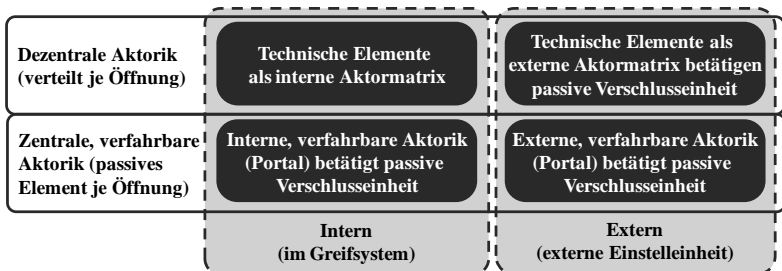 Dezentrale Aktorik
(verteilt je Öffnung)
Technische Elemente
als interne Aktormatrix
Technische Elemente als
externe Aktormatrix betätigen
passive Verschlusseinheit
Zentrale, verfahrbare
Aktorik (passives
Element je Öffnung)
Interne, verfahrbare Aktorik
(Portal) betätigt passive
Verschlusseinheit
Externe, verfahrbare Aktorik
(Portal) betätigt passive
Verschlusseinheit
Intern
(im Greifsystem)
Extern
(externe Einstelleinheit)